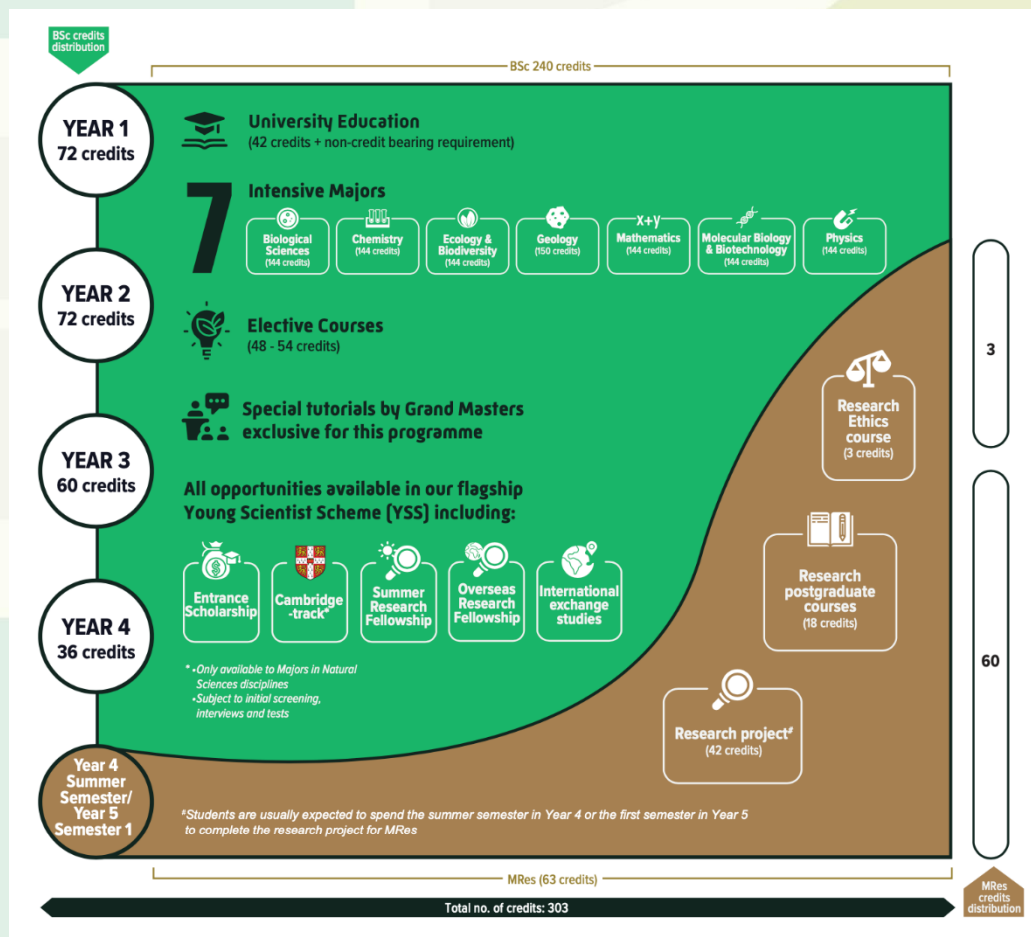 BSc credits
distribution
BSc 240 credits
YEAR 1
72 credits
University Education
(42 credits + non-credit bearing requirement)
7
Intensive Majors
Biological
Sciences
(144 credits)
Chemistry
(144 credits)
Ecology &
Biodiversity
(144 credits)
Geology
(150 credits)
x+y
Mathematics
(144 credits)
Molecular Biology
& Biotechnology
(144 credits)
Physics
(144 credits)
YEAR 2
72 credits
Elective Courses
(48 - 54 credits)
Special tutorials by Grand Masters
exclusive for this programme
YEAR 3
60 credits
All opportunities available in our flagship
Young Scientist Scheme (YSS) including:
Entrance
Scholarship
Cambridge
-track*
Summer
Research
Fellowship
Overseas
Research
Fellowship
International
exchange
studies
YEAR 4
36 credits
* •Only available to Majors in Natural
Sciences disciplines
•Subject to initial screening,
interviews and tests
Research
Ethics
course
(3 credits)
Research
postgraduate
courses
(18 credits)
Research project#
(42 credits)
3
60
Year 4
Summer
Semester/
Year 5
Semester 1
#Students are usually expected to spend the summer semester in Year 4 or the first semester in Year 5
to complete the research project for MRes
MRes (63 credits)
Total no. of credits: 303
MRes
credits
distribution